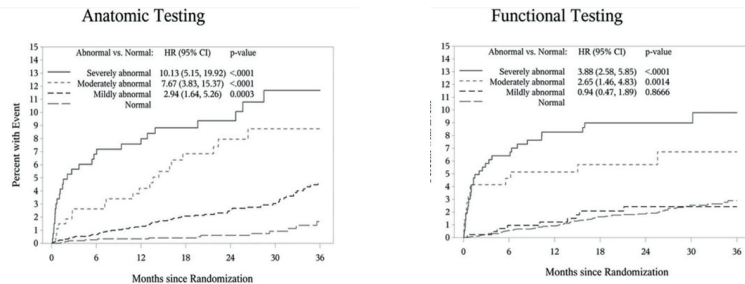 Anatomic Testing
Abnormal vs. Normal: HR (95% CI) p-value
Severely abnormal 10.13 (5.15, 19.92) <.0001
Moderately abnormal 7.67 (3.83, 15.37) <.0001
Mildly abnormal 2.94 (1.64, 5.26) 0.0003
Normal
Percent with Event
15
14
13
12
11
10
9
8
7
6
5
4
3
2
1
0
0 6 12 18 24 30 36
Months since Randomization
Functional Testing
Abnormal vs. Normal: HR (95% CI) p-value
Severely abnormal 3.88 (2.58, 5.85) <.0001
Moderately abnormal 2.65 (1.46, 4.83) 0.0014
Mildly abnormal 0.94 (0.47, 1.89) 0.8666
Normal
15
14
13
12
11
10
9
8
7
6
5
4
3
2
1
0
0 6 12 18 24 30 36
Months since Randomization